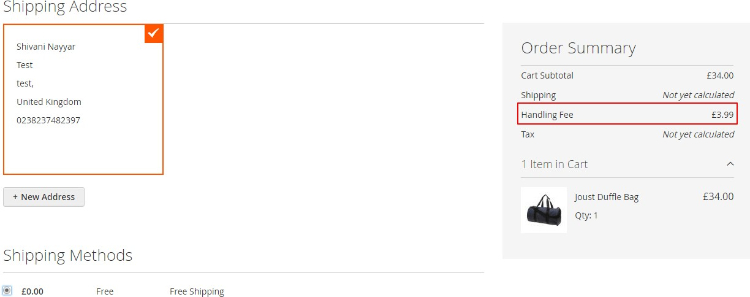 Shipping Address
Shivani Nayyar
Test
test,
United Kingdom
0238237482397
+ New Address
Shipping Methods
£0.00 Free Free Shipping
Order Summary
Cart Subtotal £34.00
Shipping Not yet calculated
Handling Fee £3.99
Tax Not yet calculated
1 Item in Cart
Joust Duffle Bag £34.00
Qty: 1